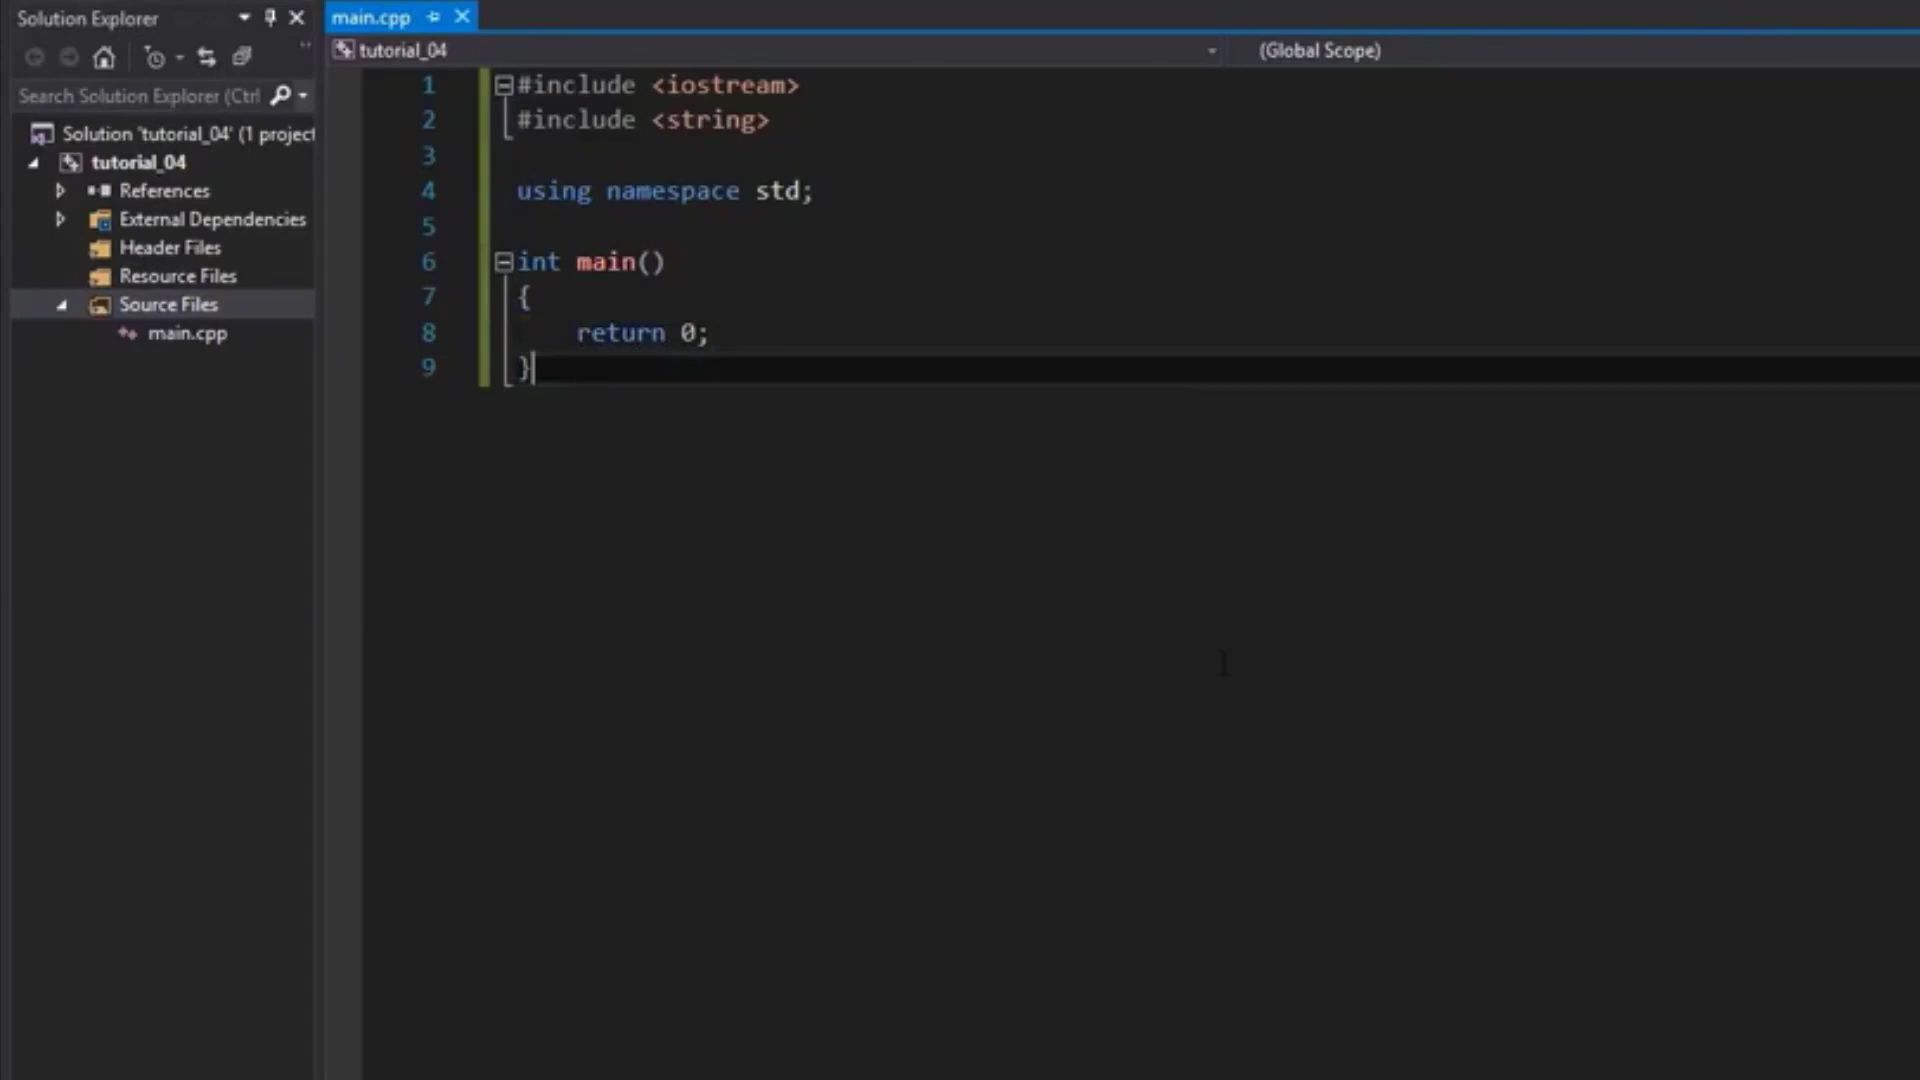 Solution Explorer
Search Solution Explorer (Ctrl
Solution 'tutorial_04' (1 project
tutorial_04
References
External Dependencies
Header Files
Resource Files
Source Files
main.cpp
main.cpp
tutorial_04
(Global Scope)
1 #include <iostream>
2 #include <string>
3
4 using namespace std;
5
6 int main()
7 {
8 return 0;
9 }